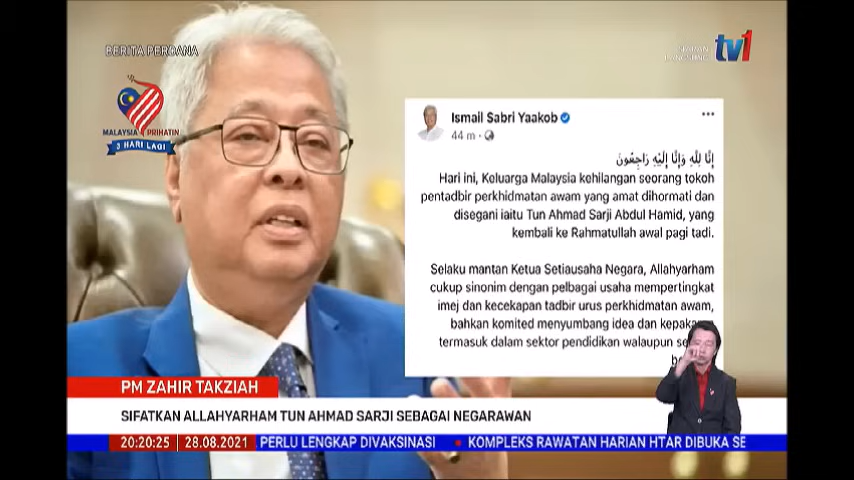 BERITA PERDANA
SIARAN
LANGSUNG
tv1
MALAYSIA PRIHATIN
3 HARI LAGI
Ismail Sabri Yaakob
44 m
إِنَّا لِلّهِ وَإِنَّا إِلَيْهِ رَاجِعُونَ
Hari ini, Keluarga Malaysia kehilangan seorang tokoh
pentadbir perkhidmatan awam yang amat dihormati dan
disegani iaitu Tun Ahmad Sarji Abdul Hamid, yang
kembali ke Rahmatullah awal pagi tadi.
Selaku mantan Ketua Setiausaha Negara, Allahyarham
cukup sinonim dengan pelbagai usaha mempertingkat
imej dan kecekapan tadbir urus perkhidmatan awam,
bahkan komited menyumbang idea dan
termasuk dalam sektor pendidikan walaupun
PM ZAHIR TAKZIAH
SIFATKAN ALLAHYARHAM TUN AHMAD SARJI SEBAGAI NEGARAWAN
20:20:25 28.08.2021 PERLU LENGKAP DIVAKSINASI • KOMPLEKS RAWATAN HARIAN HTAR DIBUKA SE